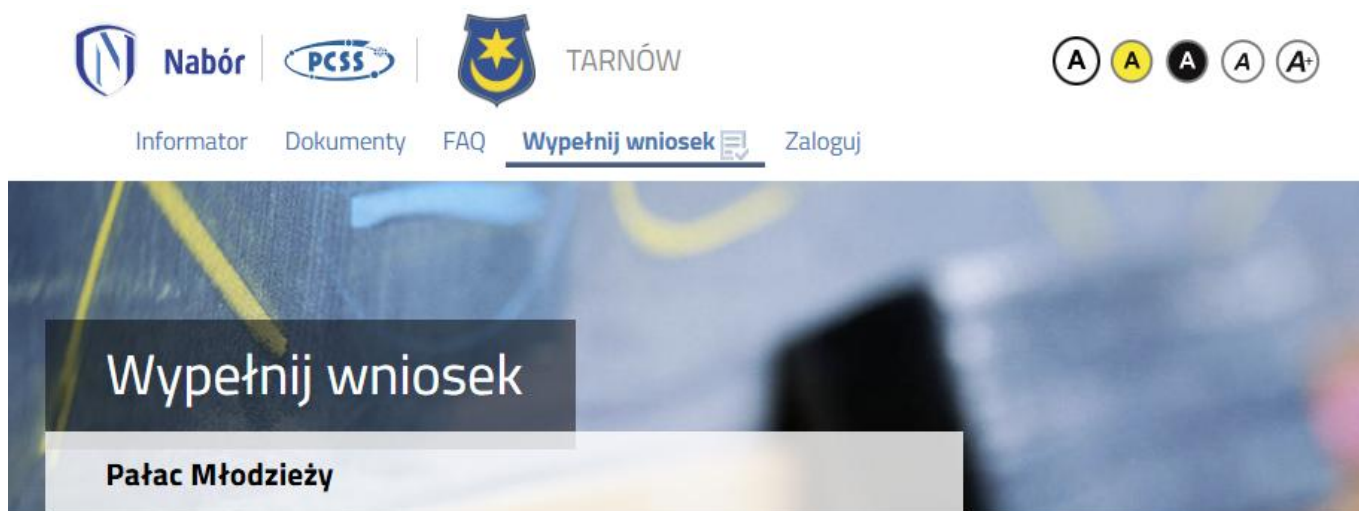 Nabór PCSS TARNÓW A A A A A+
Informator Dokumenty FAQ Wypełnij wniosek Zaloguj
Wypełnij wniosek
Pałac Młodzieży